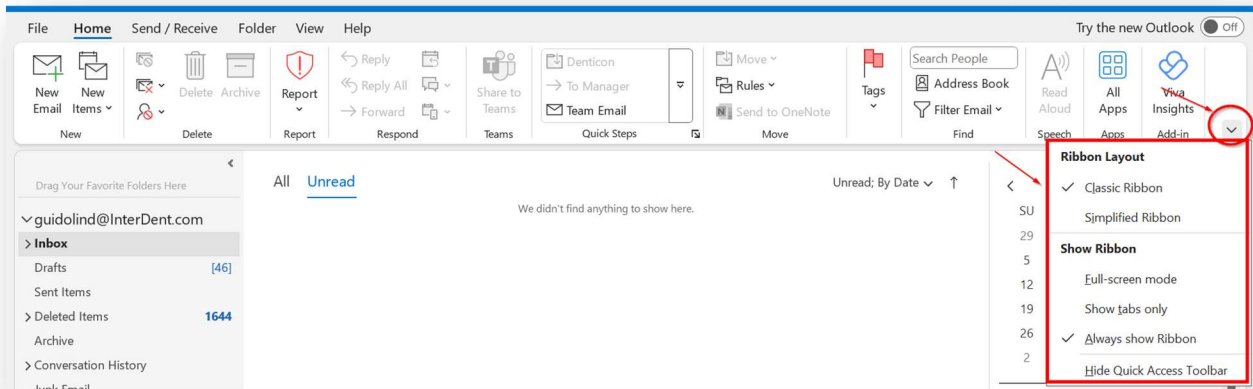 File Home Send / Receive Folder View Help Try the new Outlook Off
New Email
New Items
Delete
Archive
New
Delete
Report
Report
Reply
Reply All
Forward
Respond
Share to Teams
Teams
Denticon
To Manager
Team Email
Quick Steps
Move
Rules
Send to OneNote
Move
Tags
Search People
Address Book
Filter Email
Find
Read Aloud
Speech
All Apps
Apps
Viva Insights
Add-in
Drag Your Favorite Folders Here
guidolind@InterDent.com
Inbox
Drafts [46]
Sent Items
Deleted Items 1644
Archive
Conversation History
Junk Email
All Unread Unread; By Date
We didn't find anything to show here.
SU
29
5
12
19
26
2
Ribbon Layout
Classic Ribbon
Simplified Ribbon
Show Ribbon
Full-screen mode
Show tabs only
Always show Ribbon
Hide Quick Access Toolbar